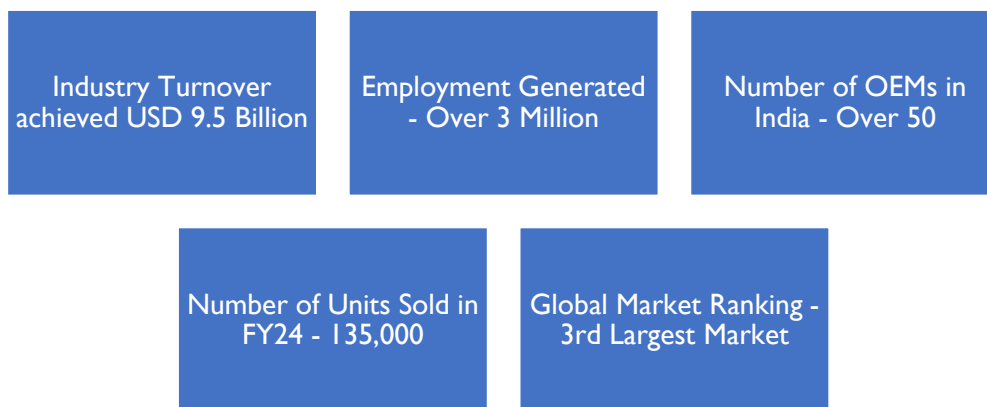 Industry Turnover
achieved USD 9.5 Billion
Employment Generated
- Over 3 Million
Number of OEMs in
India - Over 50
Number of Units Sold in
FY24 - 135,000
Global Market Ranking -
3rd Largest Market